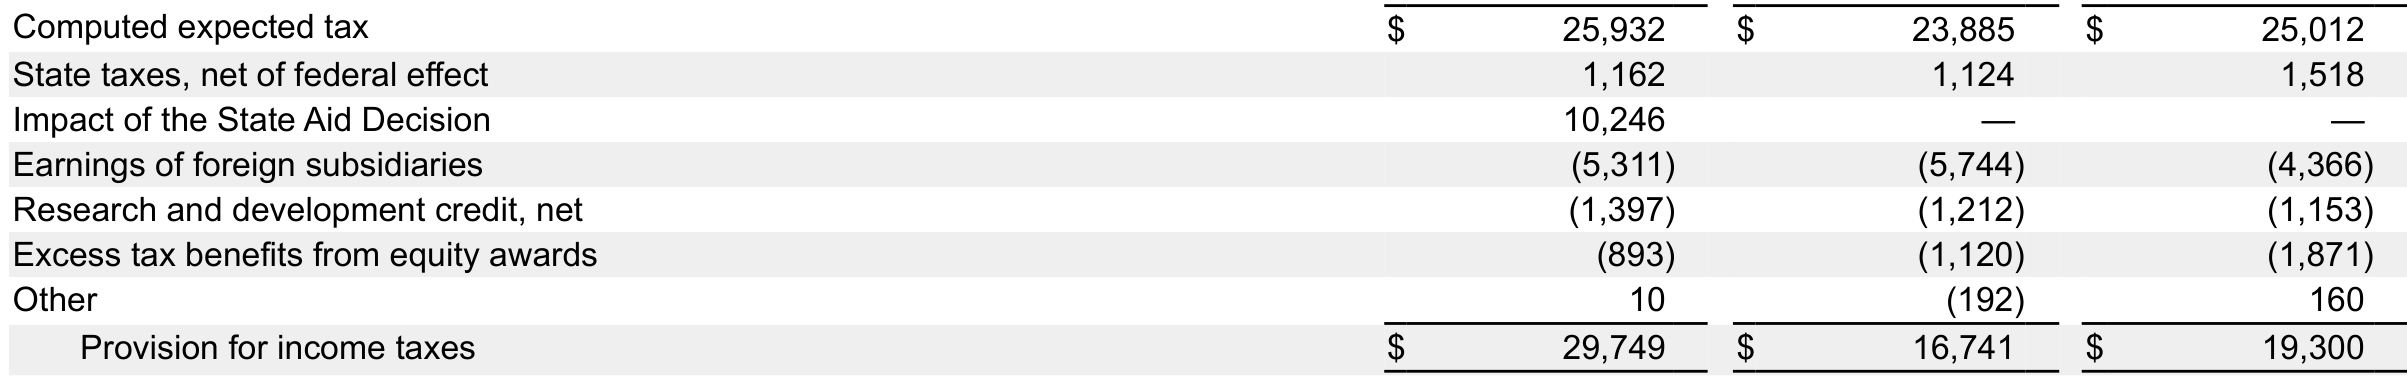 Computed expected tax $ 25,932 $ 23,885 $ 25,012
State taxes, net of federal effect 1,162 1,124 1,518
Impact of the State Aid Decision 10,246 — —
Earnings of foreign subsidiaries (5,311) (5,744) (4,366)
Research and development credit, net (1,397) (1,212) (1,153)
Excess tax benefits from equity awards (893) (1,120) (1,871)
Other 10 (192) 160
Provision for income taxes $ 29,749 $ 16,741 $ 19,300